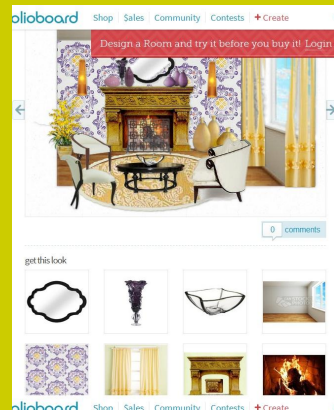 olioboard Shop $ales Community Contests + Create
Design a Room and try it before you buy it! Login
0 comments
get this look
olioboard Shop $ales Community Contests + Create